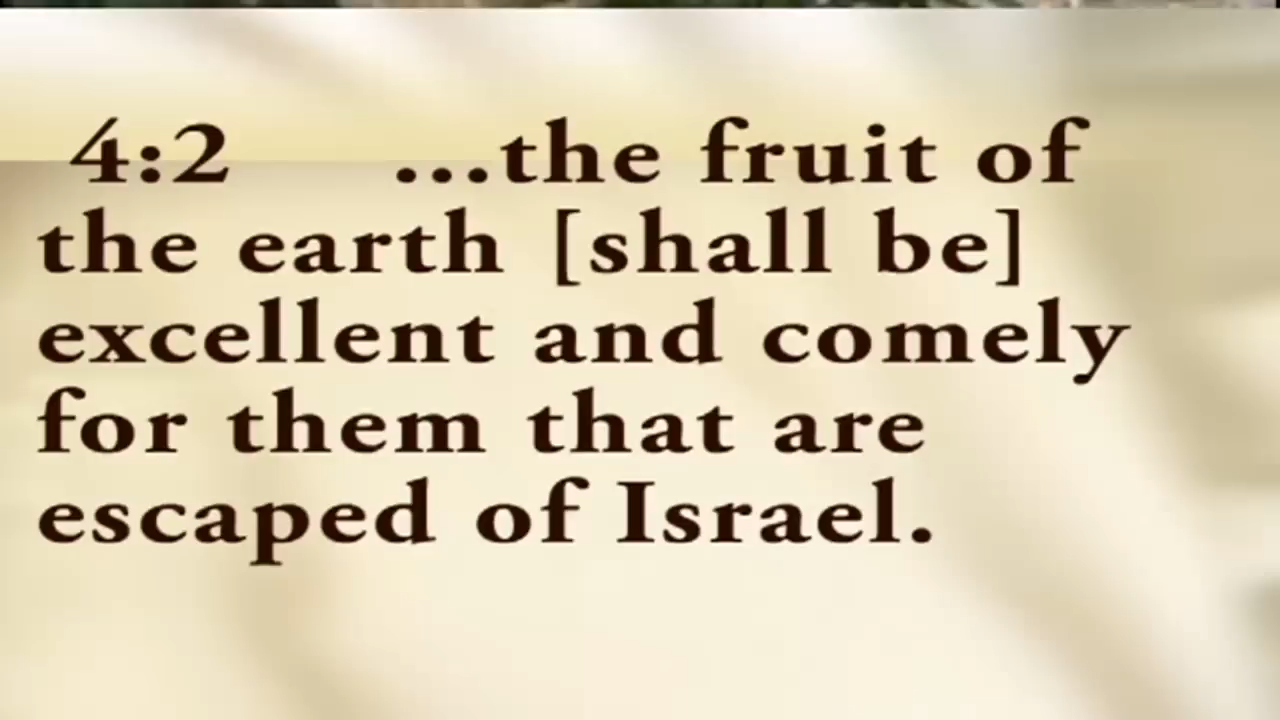 4:2 ...the fruit of
the earth [shall be]
excellent and comely
for them that are
escaped of Israel.